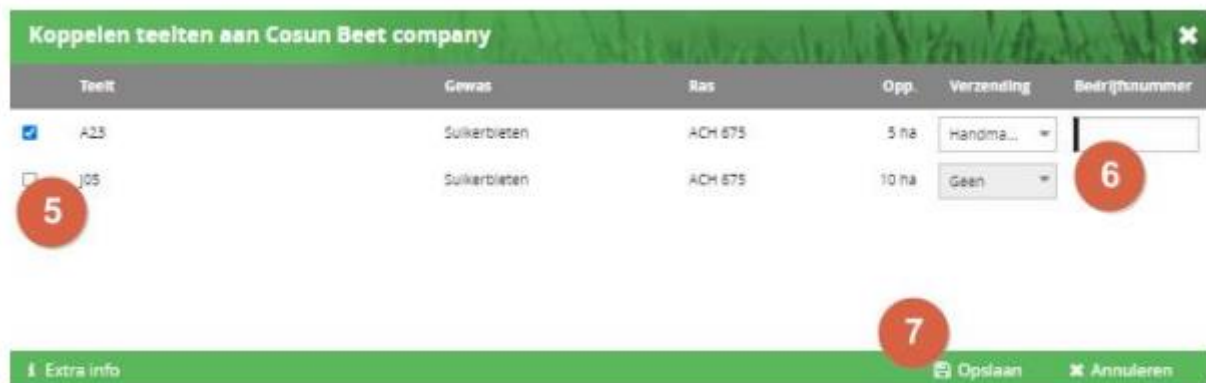 Koppelen teelten aan Cosun Beet company
Teelt Gewas Ras Opp. Verzending Bedrijfsnummer
A23 Suikerbieten ACH 675 5 ha Handma...
J05 Suikerbieten ACH 675 10 ha Geen
5
6
7
Extra info Opslaan Annuleren